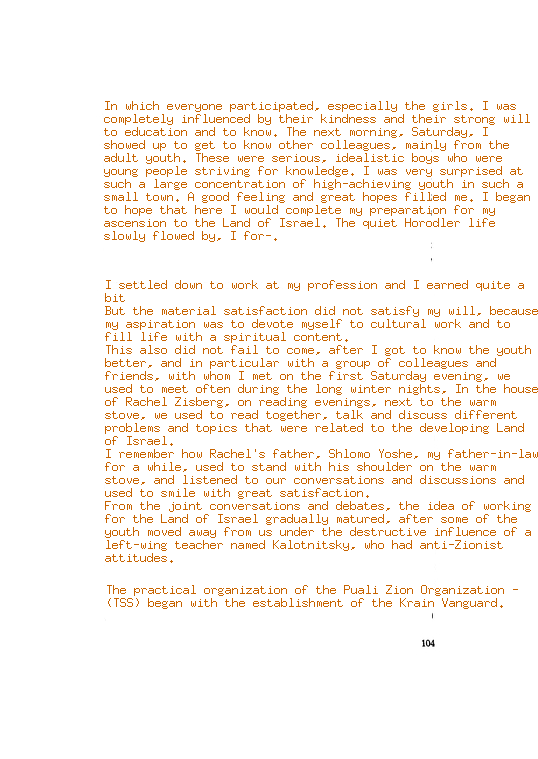 In which everyone participated, especially the girls. I was
completely influenced by their kindness and their strong will
to education and to know. The next morning, Saturday, I
showed up to get to know other colleagues, mainly from the
adult youth. These were serious, idealistic boys who were
young people striving for knowledge. I was very surprised at
such a large concentration of high-achieving youth in such a
small town. A good feeling and great hopes filled me. I began
to hope that here I would complete my preparation for my
ascension to the Land of Israel. The quiet Horodler life
slowly flowed by, I for-.
I settled down to work at my profession and I earned quite a
bit
But the material satisfaction did not satisfy my will, because
my aspiration was to devote myself to cultural work and to
fill life with a spiritual content.
This also did not fail to come, after I got to know the youth
better, and in particular with a group of colleagues and
friends, with whom I met on the first Saturday evening, we
used to meet often during the long winter nights. In the house
of Rachel Zisberg, on reading evenings, next to the warm
stove, we used to read together, talk and discuss different
problems and topics that were related to the developing Land
of Israel.
I remember how Rachel's father, Shlomo Yoshe, my father-in-law
for a while, used to stand with his shoulder on the warm
stove, and listened to our conversations and discussions and
used to smile with great satisfaction.
From the joint conversations and debates, the idea of working
for the Land of Israel gradually matured, after some of the
youth moved away from us under the destructive influence of a
left-wing teacher named Kalotnitsky, who had anti-Zionist
attitudes.
The practical organization of the Puali Zion Organization -
(TSS) began with the establishment of the Krain Vanguard.
104